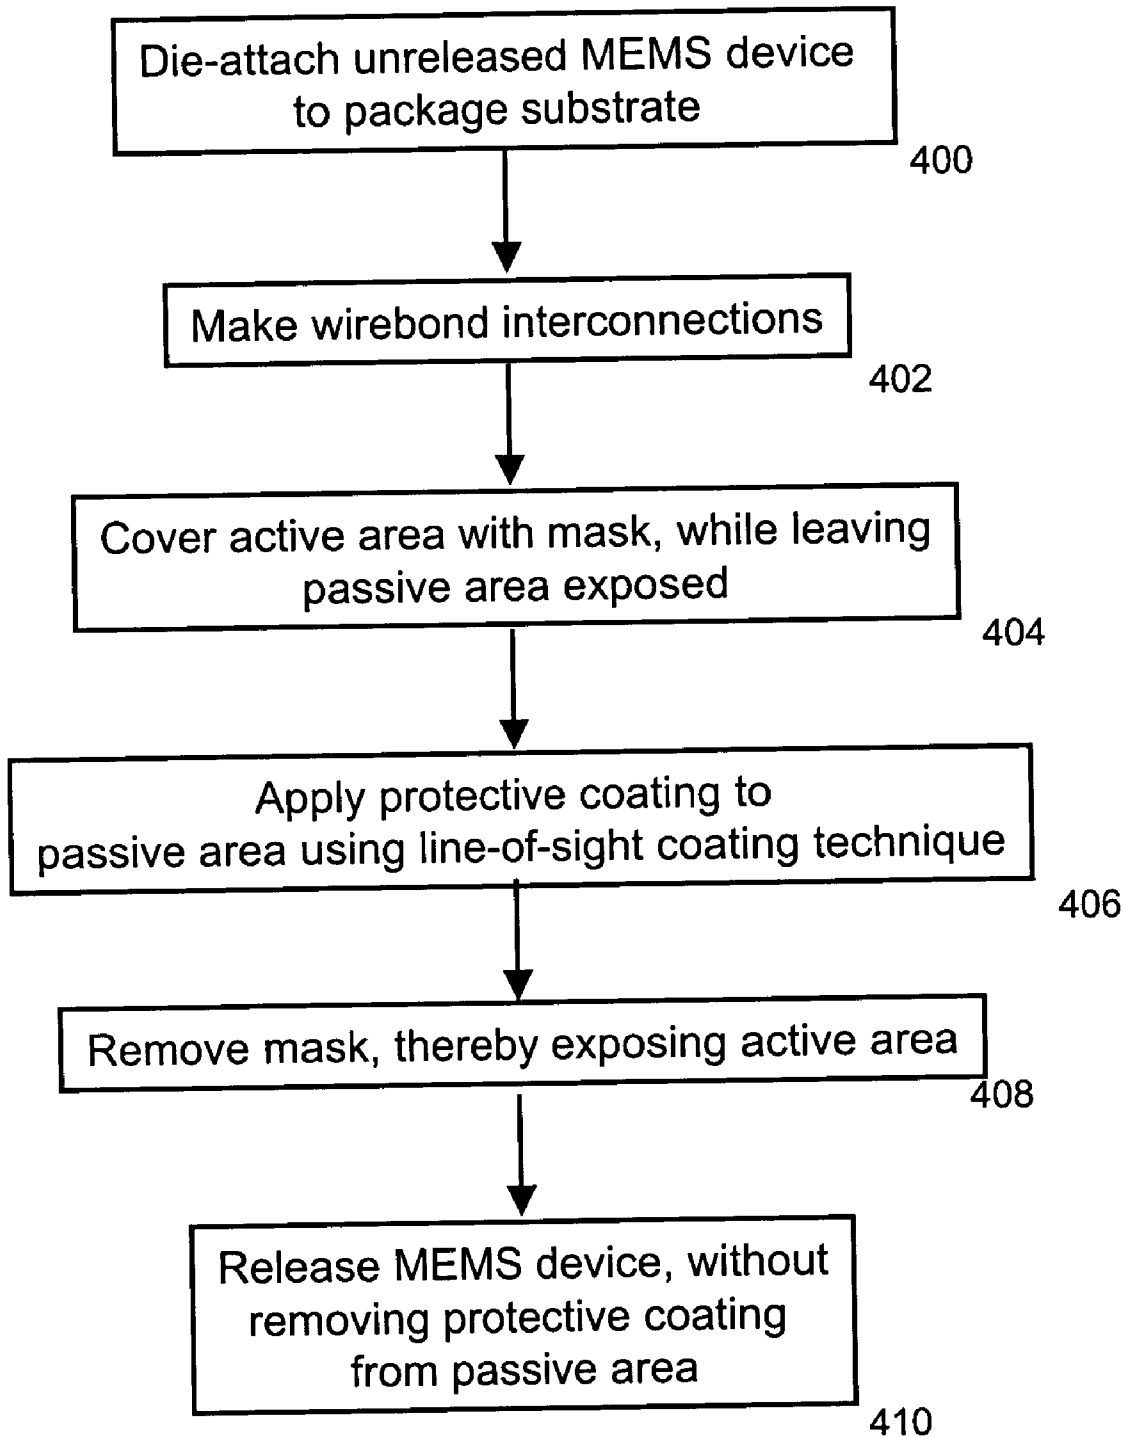 Die-attach unreleased MEMS device
to package substrate
400
Make wirebond interconnections
402
Cover active area with mask, while leaving
passive area exposed
404
Apply protective coating to
passive area using line-of-sight coating technique
406
Remove mask, thereby exposing active area
408
Release MEMS device, without
removing protective coating
from passive area
410